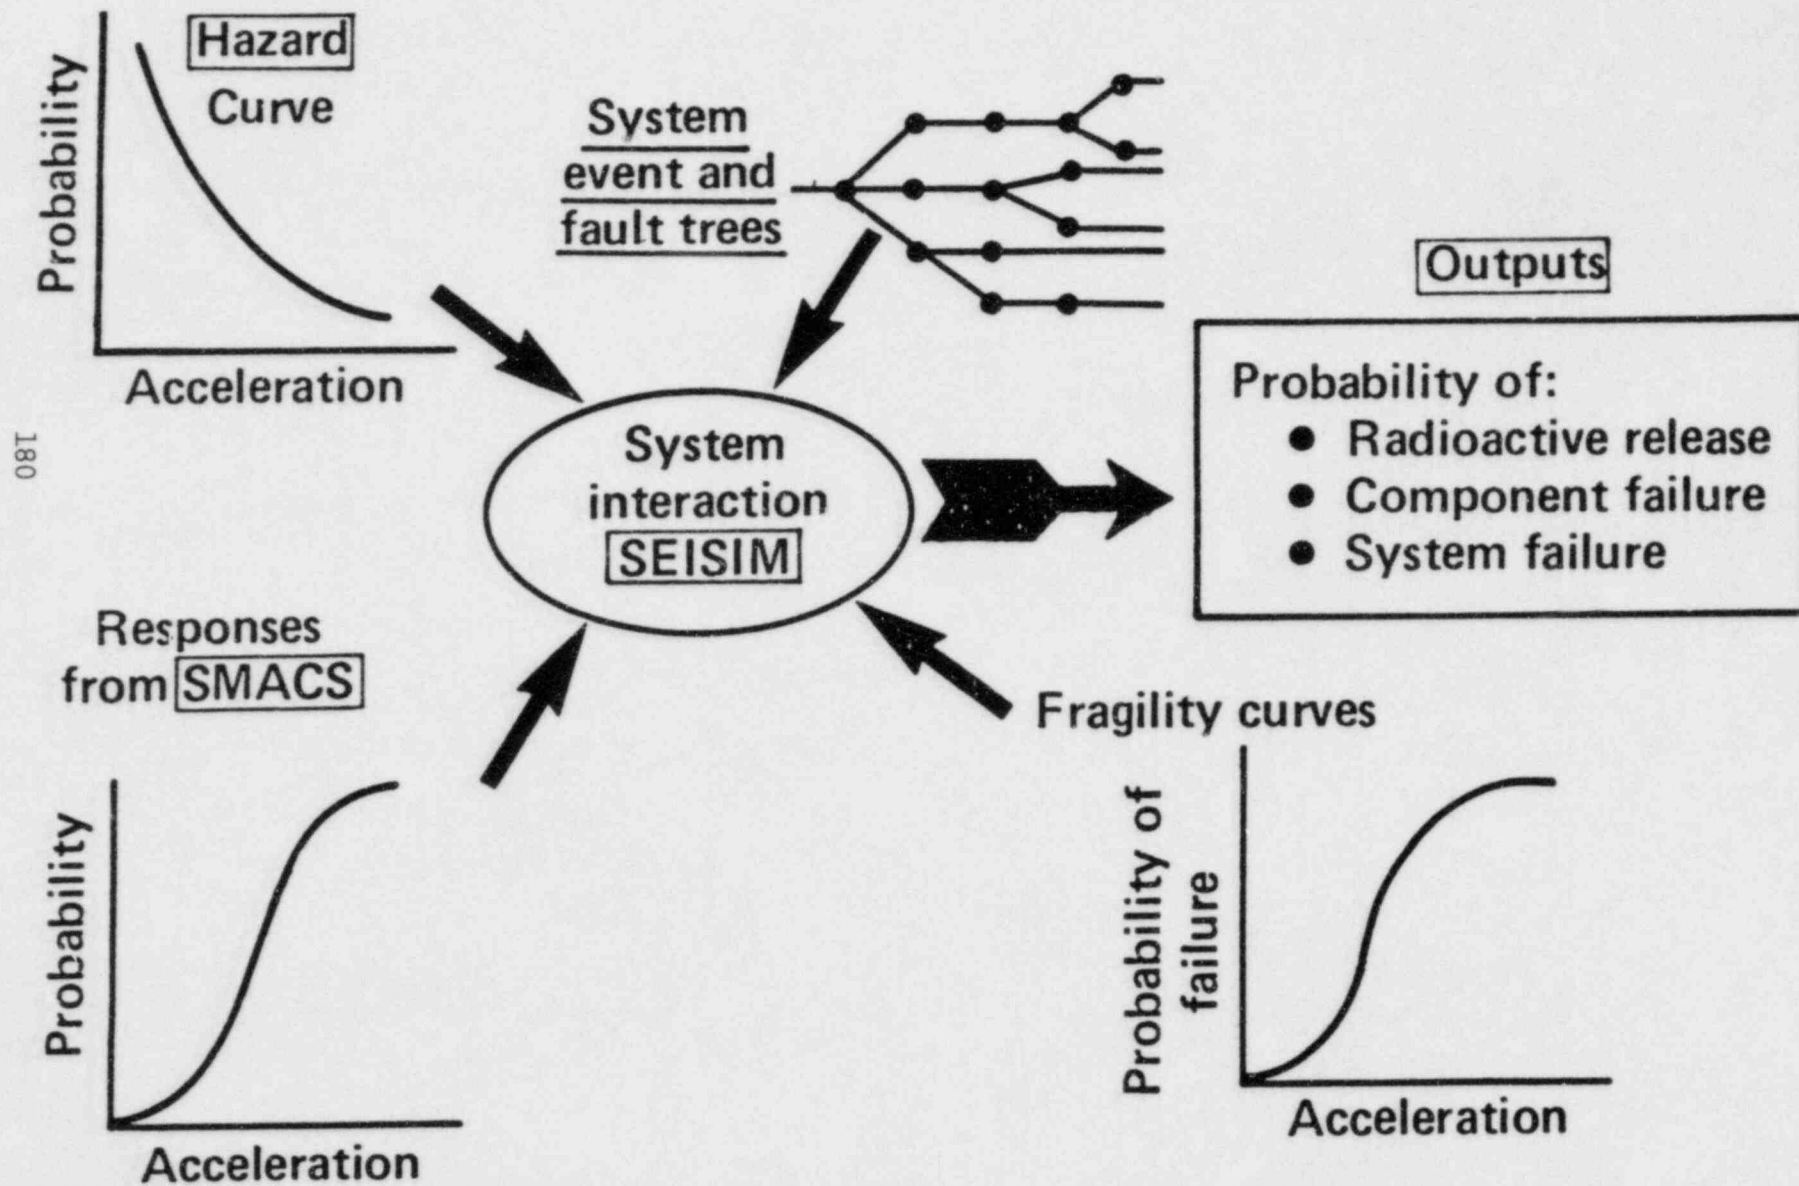 Hazard
Curve
Probability
Acceleration
System
event and
fault trees
Outputs
Probability of:
● Radioactive release
● Component failure
● System failure
System
interaction
SEISIM
180
Responses
from SMACS
Probability
Acceleration
Fragility curves
Probability of
failure
Acceleration